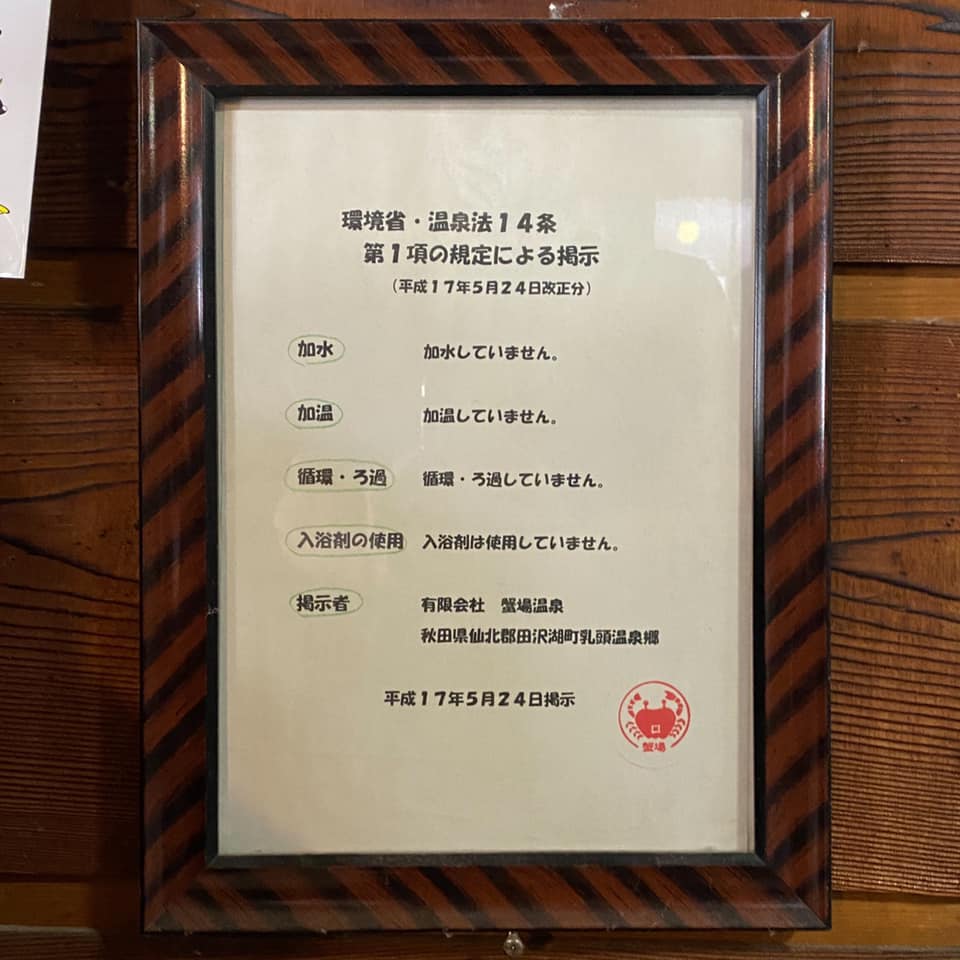 環境省・温泉法14条
第1項の規定による掲示
(平成17年5月24日改正分)
加水 加水していません。
加温 加温していません。
循環・ろ過 循環・ろ過していません。
入浴剤の使用 入浴剤は使用していません。
掲示者 有限会社 蟹場温泉
秋田県仙北郡田沢湖町乳頭温泉郷
平成17年5月24日掲示
蟹場